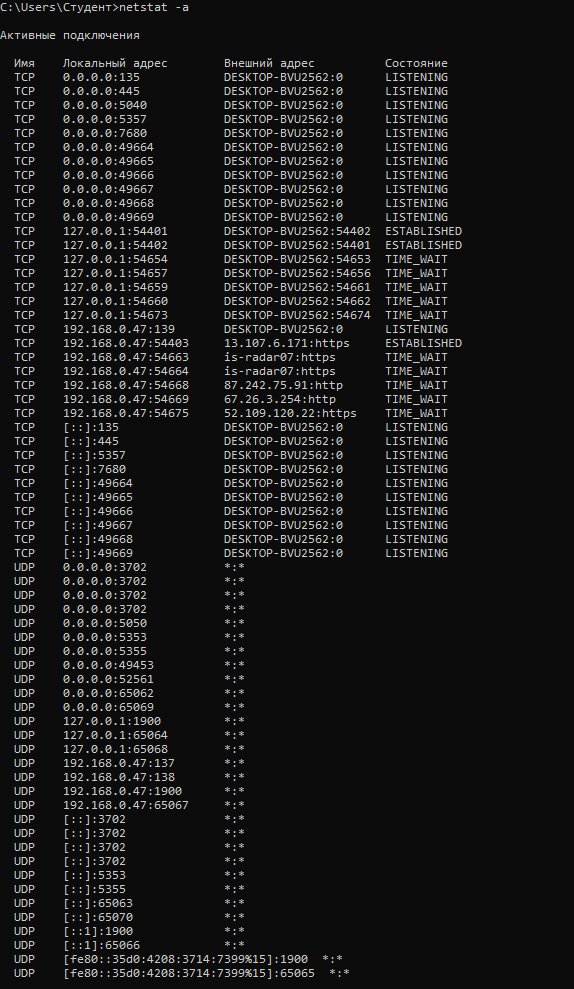 C:\Users\Студент>netstat -a
Активные подключения
Имя Локальный адрес Внешний адрес Состояние
TCP 0.0.0.0:135 DESKTOP-BVU2562:0 LISTENING
TCP 0.0.0.0:445 DESKTOP-BVU2562:0 LISTENING
TCP 0.0.0.0:5040 DESKTOP-BVU2562:0 LISTENING
TCP 0.0.0.0:5357 DESKTOP-BVU2562:0 LISTENING
TCP 0.0.0.0:7680 DESKTOP-BVU2562:0 LISTENING
TCP 0.0.0.0:49664 DESKTOP-BVU2562:0 LISTENING
TCP 0.0.0.0:49665 DESKTOP-BVU2562:0 LISTENING
TCP 0.0.0.0:49666 DESKTOP-BVU2562:0 LISTENING
TCP 0.0.0.0:49667 DESKTOP-BVU2562:0 LISTENING
TCP 0.0.0.0:49668 DESKTOP-BVU2562:0 LISTENING
TCP 0.0.0.0:49669 DESKTOP-BVU2562:0 LISTENING
TCP 127.0.0.1:54401 DESKTOP-BVU2562:54402 ESTABLISHED
TCP 127.0.0.1:54402 DESKTOP-BVU2562:54401 ESTABLISHED
TCP 127.0.0.1:54654 DESKTOP-BVU2562:54653 TIME_WAIT
TCP 127.0.0.1:54657 DESKTOP-BVU2562:54656 TIME_WAIT
TCP 127.0.0.1:54659 DESKTOP-BVU2562:54661 TIME_WAIT
TCP 127.0.0.1:54660 DESKTOP-BVU2562:54662 TIME_WAIT
TCP 127.0.0.1:54673 DESKTOP-BVU2562:54674 TIME_WAIT
TCP 192.168.0.47:139 DESKTOP-BVU2562:0 LISTENING
TCP 192.168.0.47:54403 13.107.6.171:https ESTABLISHED
TCP 192.168.0.47:54663 is-radar07:https TIME_WAIT
TCP 192.168.0.47:54664 is-radar07:https TIME_WAIT
TCP 192.168.0.47:54668 87.242.75.91:http TIME_WAIT
TCP 192.168.0.47:54669 67.26.3.254:http TIME_WAIT
TCP 192.168.0.47:54675 52.109.120.22:https TIME_WAIT
TCP [::]:135 DESKTOP-BVU2562:0 LISTENING
TCP [::]:445 DESKTOP-BVU2562:0 LISTENING
TCP [::]:5357 DESKTOP-BVU2562:0 LISTENING
TCP [::]:7680 DESKTOP-BVU2562:0 LISTENING
TCP [::]:49664 DESKTOP-BVU2562:0 LISTENING
TCP [::]:49665 DESKTOP-BVU2562:0 LISTENING
TCP [::]:49666 DESKTOP-BVU2562:0 LISTENING
TCP [::]:49667 DESKTOP-BVU2562:0 LISTENING
TCP [::]:49668 DESKTOP-BVU2562:0 LISTENING
TCP [::]:49669 DESKTOP-BVU2562:0 LISTENING
UDP 0.0.0.0:3702 *:*
UDP 0.0.0.0:3702 *:*
UDP 0.0.0.0:3702 *:*
UDP 0.0.0.0:3702 *:*
UDP 0.0.0.0:5050 *:*
UDP 0.0.0.0:5353 *:*
UDP 0.0.0.0:5355 *:*
UDP 0.0.0.0:49453 *:*
UDP 0.0.0.0:52561 *:*
UDP 0.0.0.0:65062 *:*
UDP 0.0.0.0:65069 *:*
UDP 127.0.0.1:1900 *:*
UDP 127.0.0.1:65064 *:*
UDP 127.0.0.1:65068 *:*
UDP 192.168.0.47:137 *:*
UDP 192.168.0.47:138 *:*
UDP 192.168.0.47:1900 *:*
UDP 192.168.0.47:65067 *:*
UDP [::]:3702 *:*
UDP [::]:3702 *:*
UDP [::]:3702 *:*
UDP [::]:3702 *:*
UDP [::]:5353 *:*
UDP [::]:5355 *:*
UDP [::]:65063 *:*
UDP [::]:65070 *:*
UDP [::1]:1900 *:*
UDP [::1]:65066 *:*
UDP [fe80::35d0:4208:3714:7399%15]:1900 *:*
UDP [fe80::35d0:4208:3714:7399%15]:65065 *:*